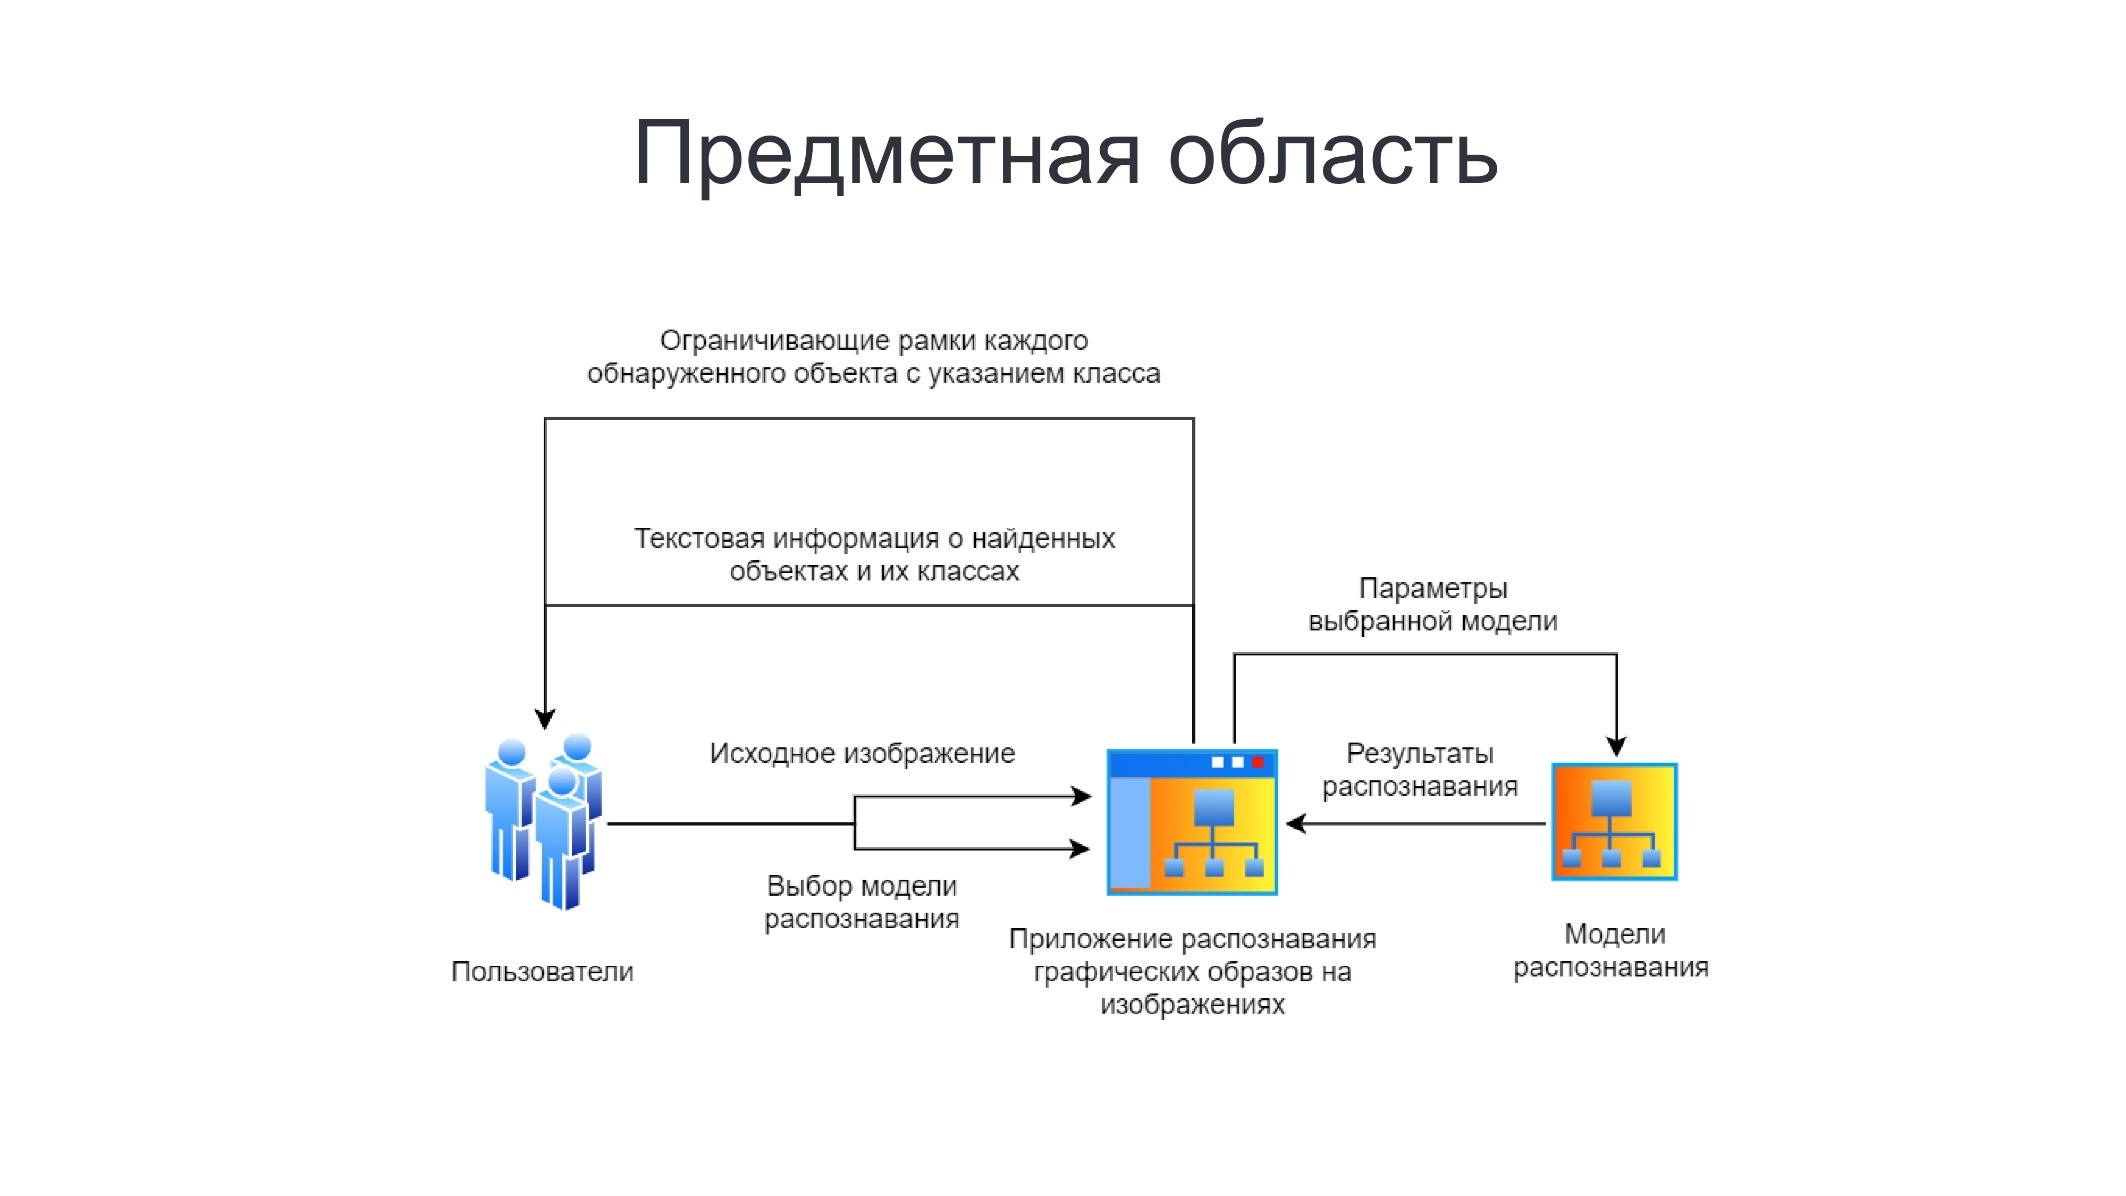 Предметная область
Ограничивающие рамки каждого
обнаруженного объекта с указанием класса
Текстовая информация о найденных
объектах и их классах
Параметры
выбранной модели
Исходное изображение
Результаты
распознавания
Выбор модели
распознавания
Пользователи
Приложение распознавания
графических образов на
изображениях
Модели
распознавания